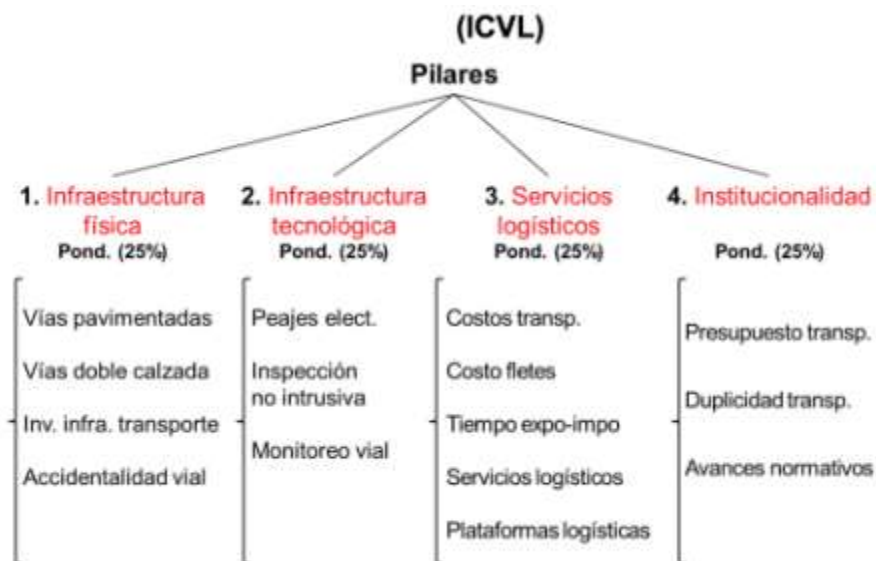 (ICVL)
Pilares
1. Infraestructura
física
Pond. (25%)
Vías pavimentadas
Vías doble calzada
Inv. infra. transporte
Accidentalidad vial
2. Infraestructura
tecnológica
Pond. (25%)
Peajes elect.
Inspección
no intrusiva
Monitoreo vial
3. Servicios
logísticos
Pond. (25%)
Costos transp.
Costo fletes
Tiempo expo-impo
Servicios logísticos
Plataformas logísticas
4. Institucionalidad
Pond. (25%)
Presupuesto transp.
Duplicidad transp.
Avances normativos